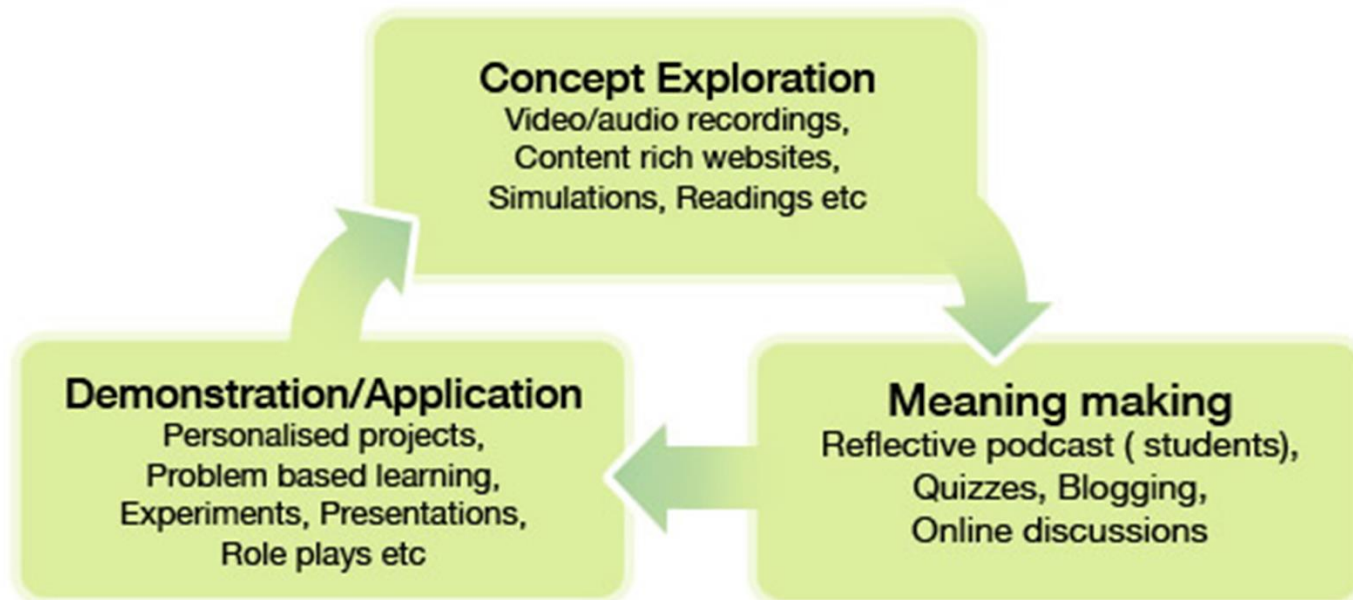 Concept Exploration
Video/audio recordings,
Content rich websites,
Simulations, Readings etc
Demonstration/Application
Personalised projects,
Problem based learning,
Experiments, Presentations,
Role plays etc
Meaning making
Reflective podcast ( students),
Quizzes, Blogging,
Online discussions